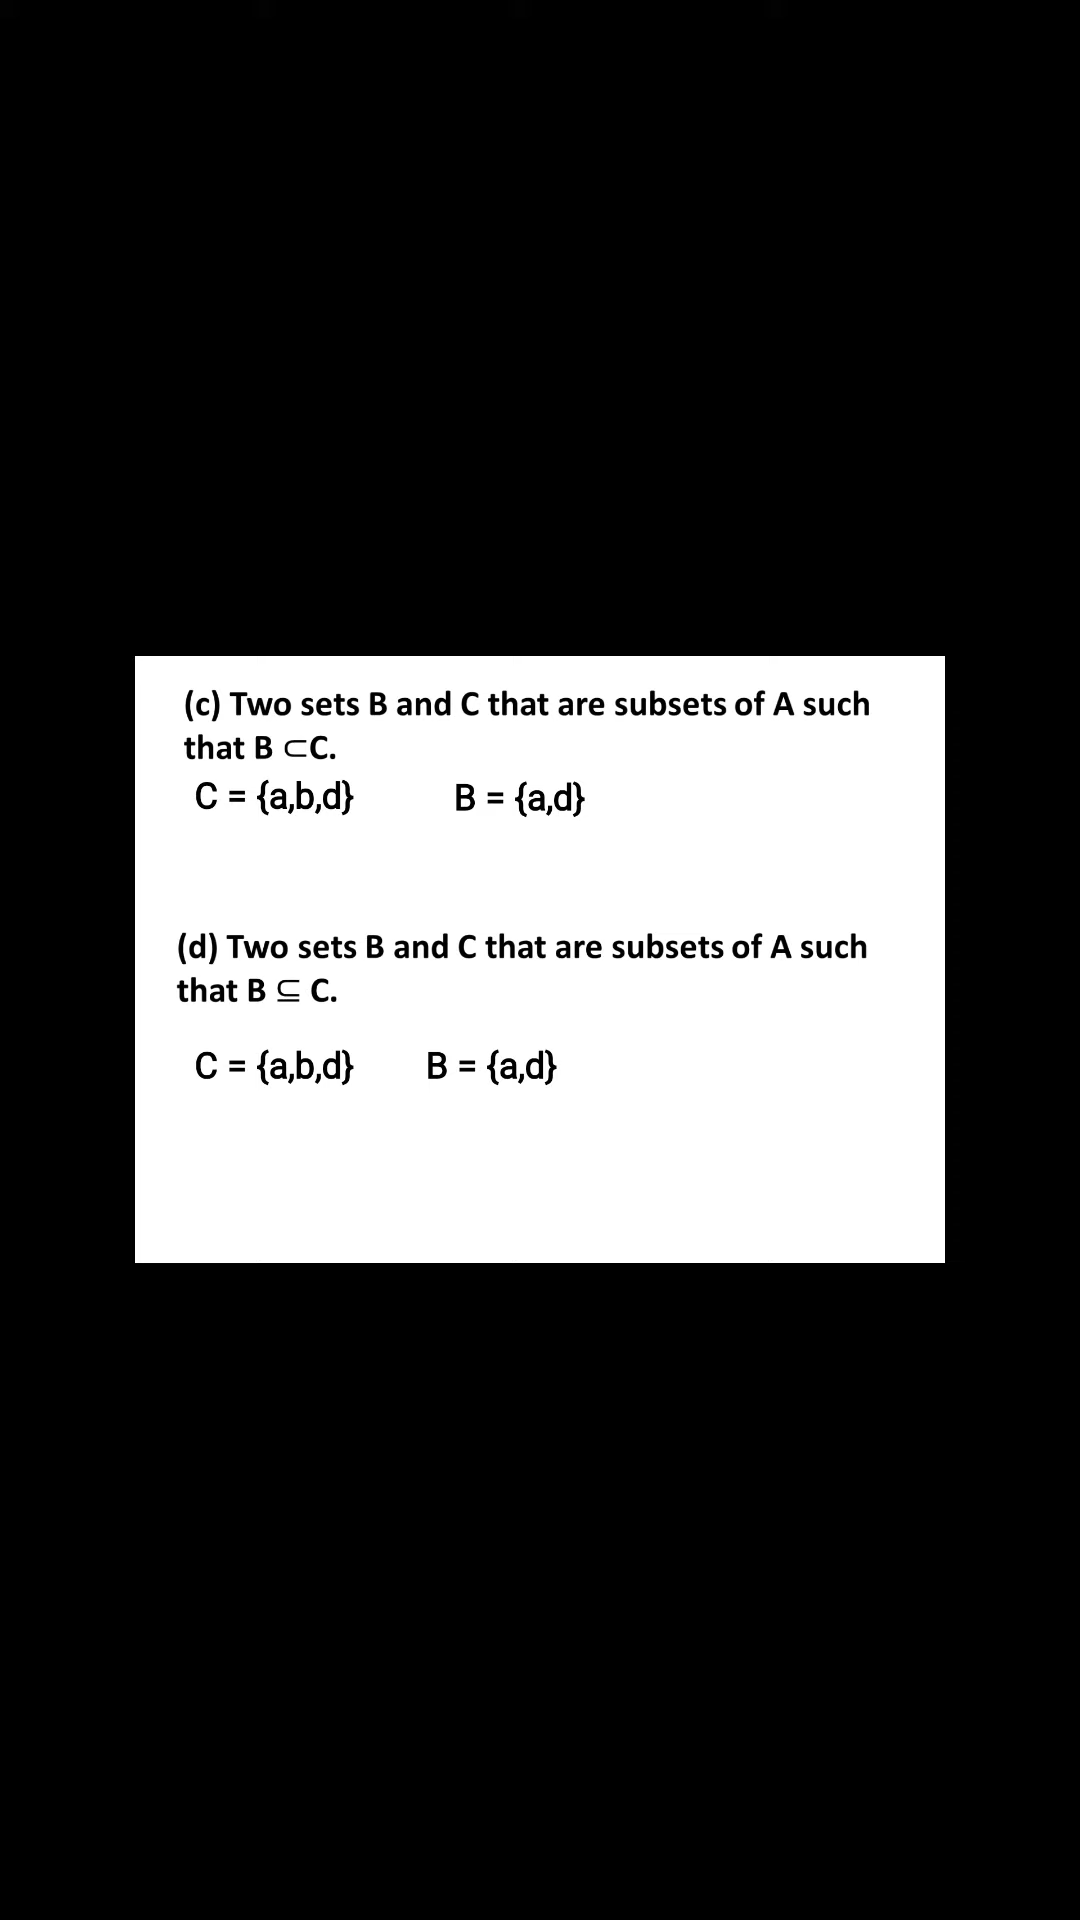 (c) Two sets B and C that are subsets of A such
that B ⊂C.
C = {a,b,d} B = {a,d}
(d) Two sets B and C that are subsets of A such
that B ⊆ C.
C = {a,b,d} B = {a,d}